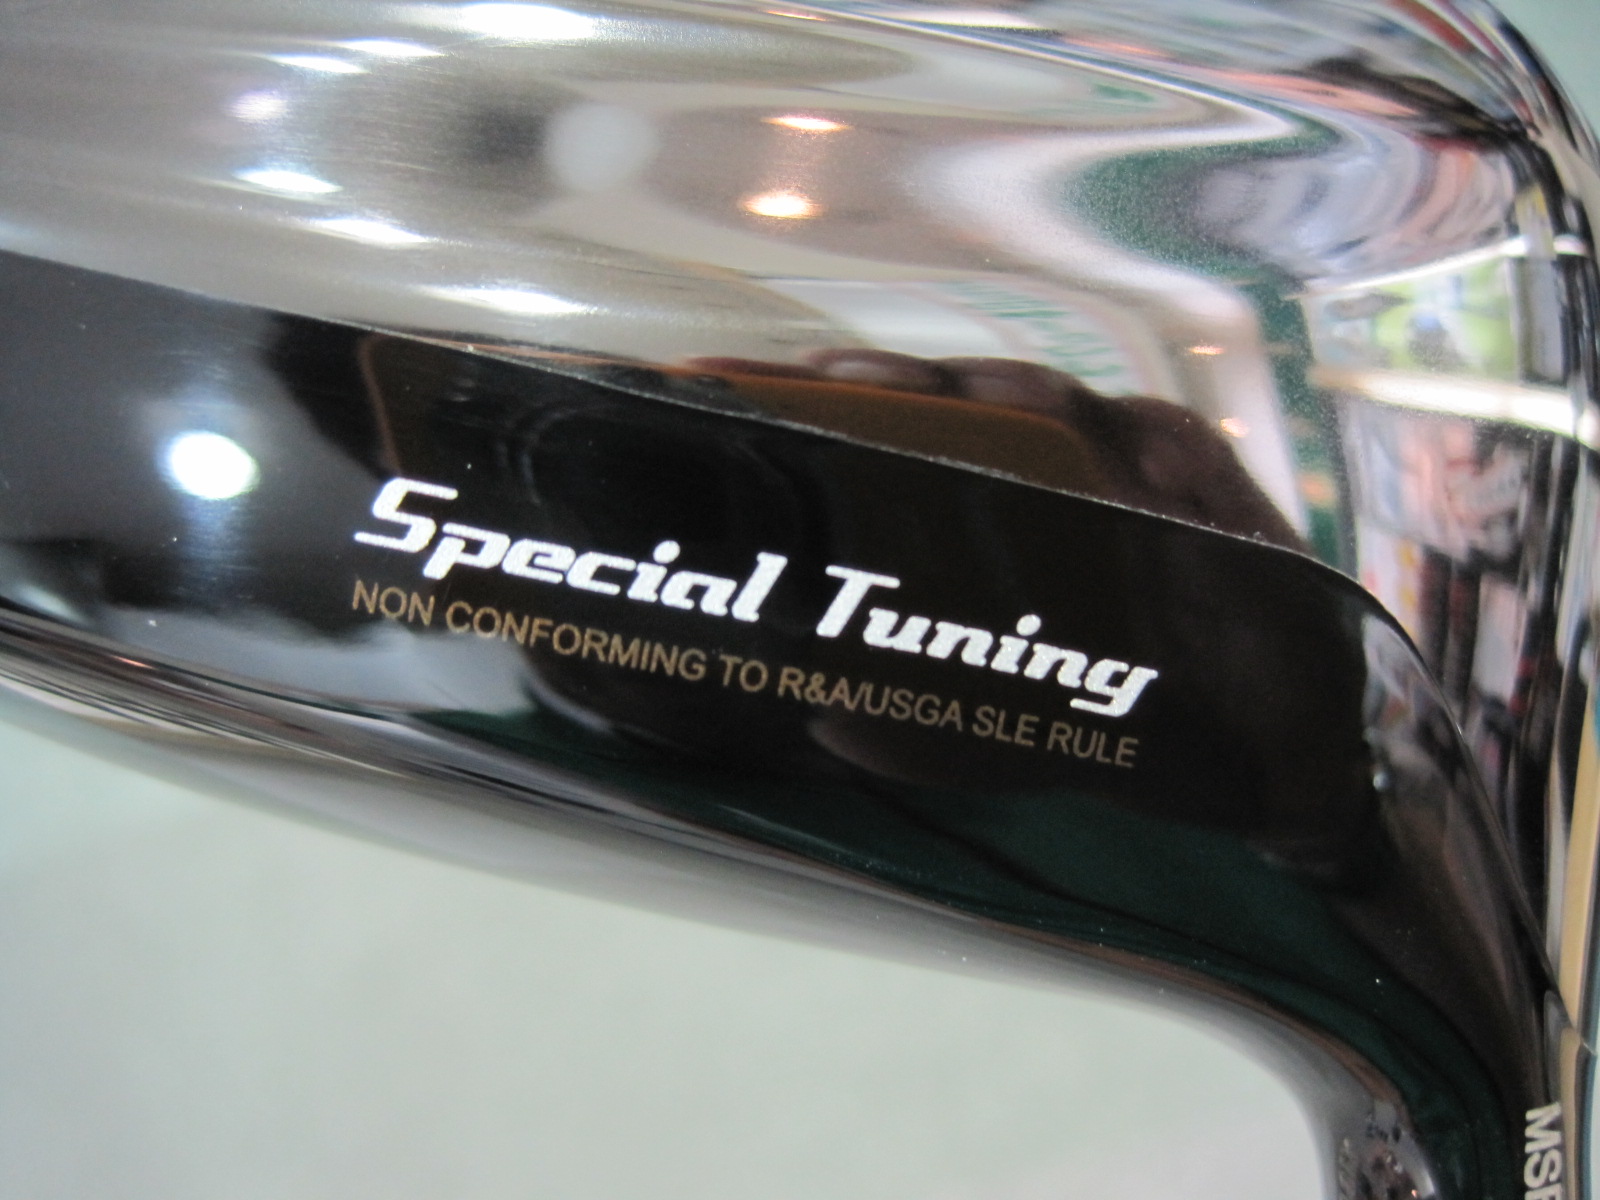 Special Tuning
NON CONFORMING TO R&A/USGA SLE RULE